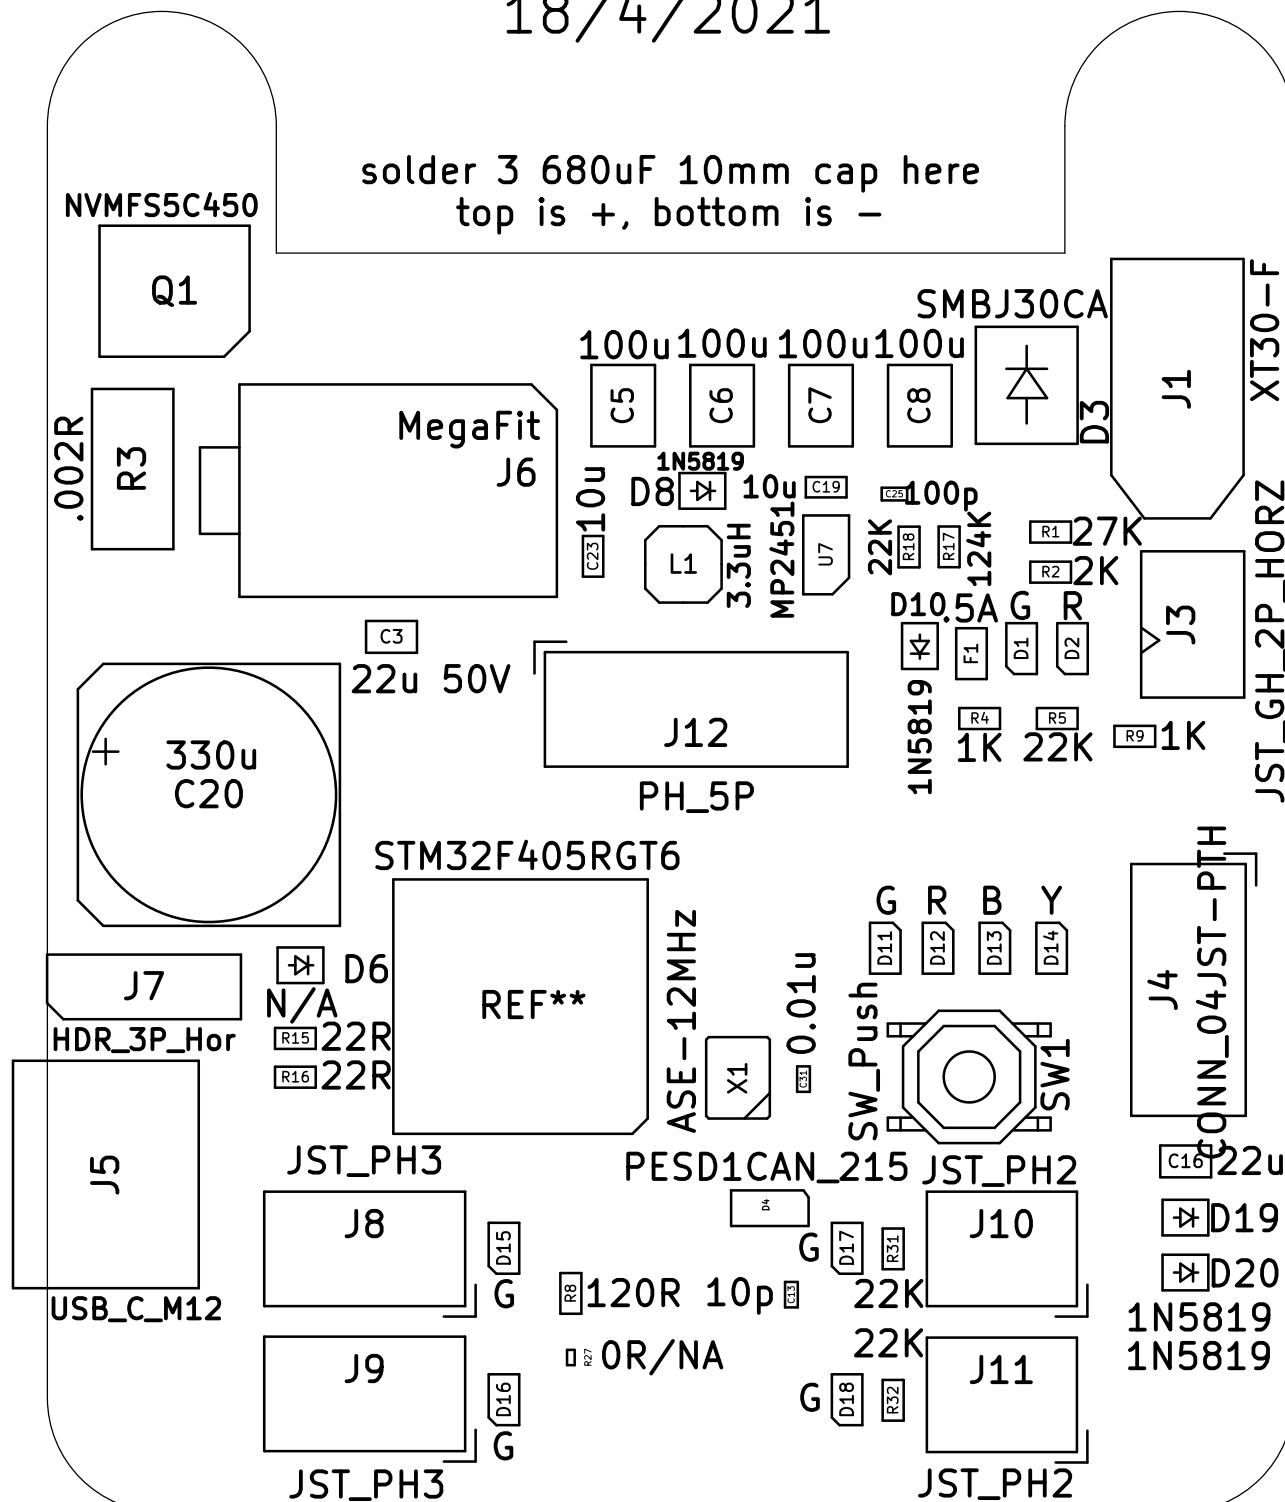 18/4/2021
solder 3 680uF 10mm cap here
top is +, bottom is -
NVMFS5C450
Q1
XT30-F
SMBJ30CA
J1
D3
100u 100u 100u 100u
C5 C6 C7 C8
.002R
R3
MegaFit
J6
1N5819
D8
10u
C23
10u
C19
C25
100p
L1
3.3uH
MP2451
U7
22K
R18
R17
124K
R1
27K
R2
2K
J3
JST_GH_2P_HORZ
D10
.5A
G
R
F1
D1
D2
1N5819
R4
1K
R5
22K
R9
1K
C3
22u 50V
J12
PH_5P
330u
C20
STM32F405RGT6
REF**
J7
HDR_3P_Hor
D6
N/A
R15
22R
R16
22R
ASE-12MHz
X1
0.01u
C31
G R B Y
D11 D12 D13 D14
SW_Push
SW1
J4
CONN_04JST-PTH
C16
22u
J5
USB_C_M12
JST_PH3
J8
D15
G
PESD1CAN_215
D4
JST_PH2
J10
G
D17
R31
22K
D19
D20
1N5819
1N5819
R8
120R
10p
C13
R27
0R/NA
J9
D16
G
JST_PH3
22K
G
D18
R32
J11
JST_PH2